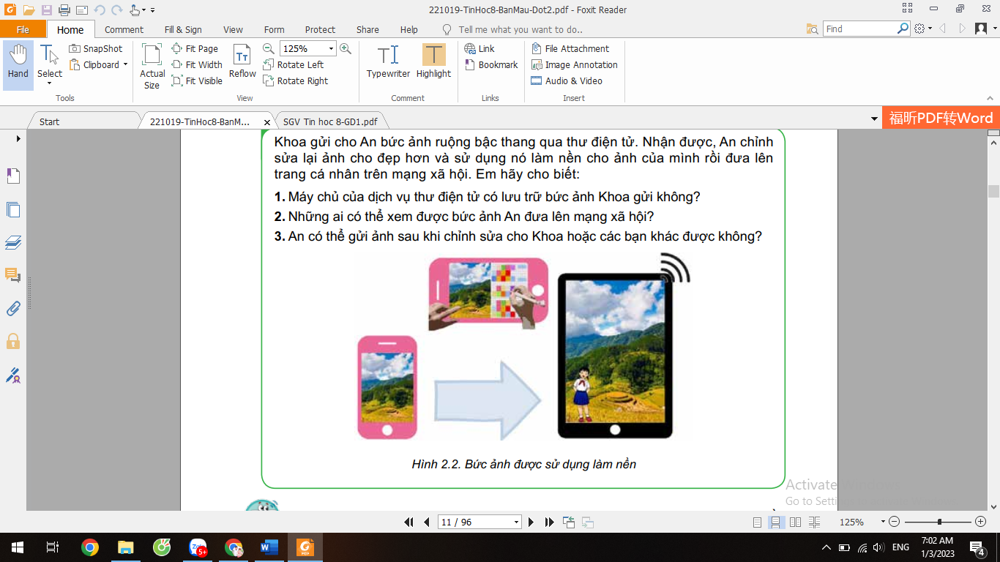 221019-TinHoc8-BanMau-Dot2.pdf - Foxit Reader
File Home Comment Fill & Sign View Form Protect Share Help Tell me what you want to do.. Find
Hand
Select
SnapShot
Clipboard
Tools
Actual Size
Fit Page
Fit Width
Fit Visible
Reflow
125%
Rotate Left
Rotate Right
View
Typewriter
Highlight
Comment
Link
Bookmark
Links
File Attachment
Image Annotation
Audio & Video
Insert
Start 221019-TinHoc8-BanM... SGV Tin hoc 8-GD1.pdf 福昕PDF转Word
Khoa gửi cho An bức ảnh ruộng bậc thang qua thư điện tử. Nhận được, An chỉnh
sửa lại ảnh cho đẹp hơn và sử dụng nó làm nền cho ảnh của mình rồi đưa lên
trang cá nhân trên mạng xã hội. Em hãy cho biết:
1. Máy chủ của dịch vụ thư điện tử có lưu trữ bức ảnh Khoa gửi không?
2. Những ai có thể xem được bức ảnh An đưa lên mạng xã hội?
3. An có thể gửi ảnh sau khi chỉnh sửa cho Khoa hoặc các bạn khác được không?
Hình 2.2. Bức ảnh được sử dụng làm nền
Activate Windows
Go to Setti
11 / 96
125%
Zalo
5+
W
PDF
ENG
7:02 AM
1/3/2023
4